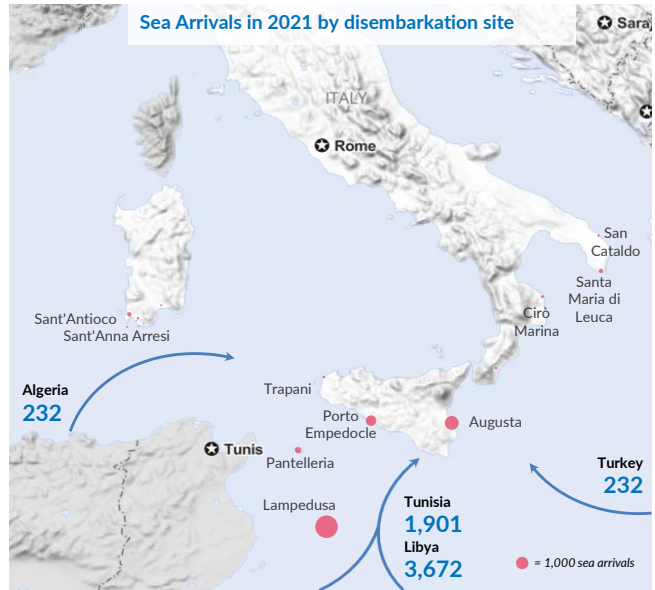 Sea Arrivals in 2021 by disembarkation site
Saraj
ITALY
Rome
San
Cataldo
Santa
Maria di
Leuca
Cirò
Marina
Sant'Antioco
Sant'Anna Arresi
Algeria
232
Trapani
Porto
Empedocle
Augusta
Tunis
Pantelleria
Turkey
232
Lampedusa
Tunisia
1,901
Libya
3,672
= 1,000 sea arrivals